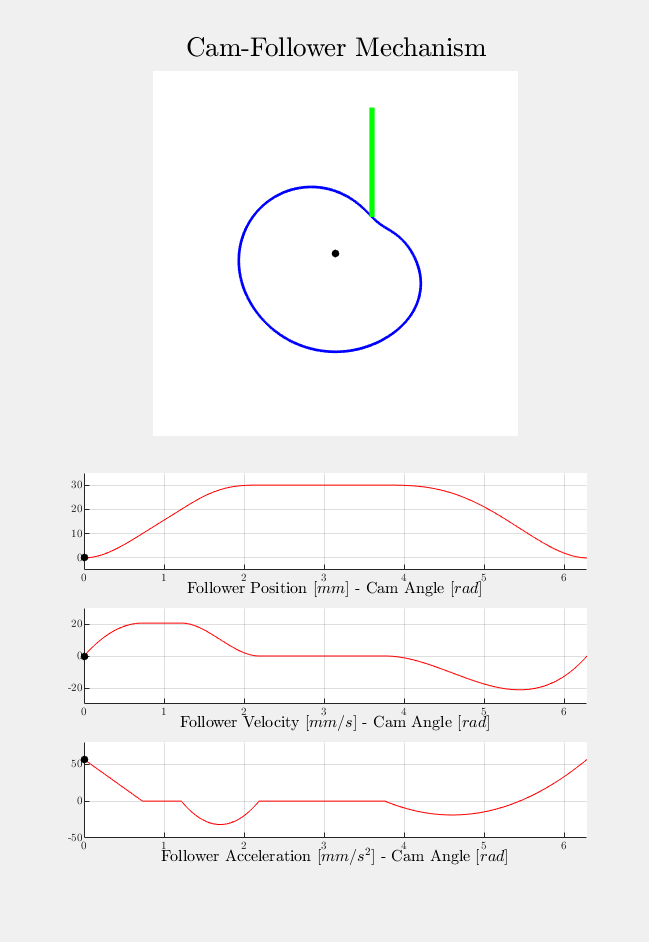 Cam-Follower Mechanism
30
20
10
0
0 1 2 3 4 5 6
Follower Position [mm] - Cam Angle [rad]
20
0
-20
0 1 2 3 4 5 6
Follower Velocity [mm/s] - Cam Angle [rad]
50
0
-50
0 1 2 3 4 5 6
Follower Acceleration [mm/s²] - Cam Angle [rad]